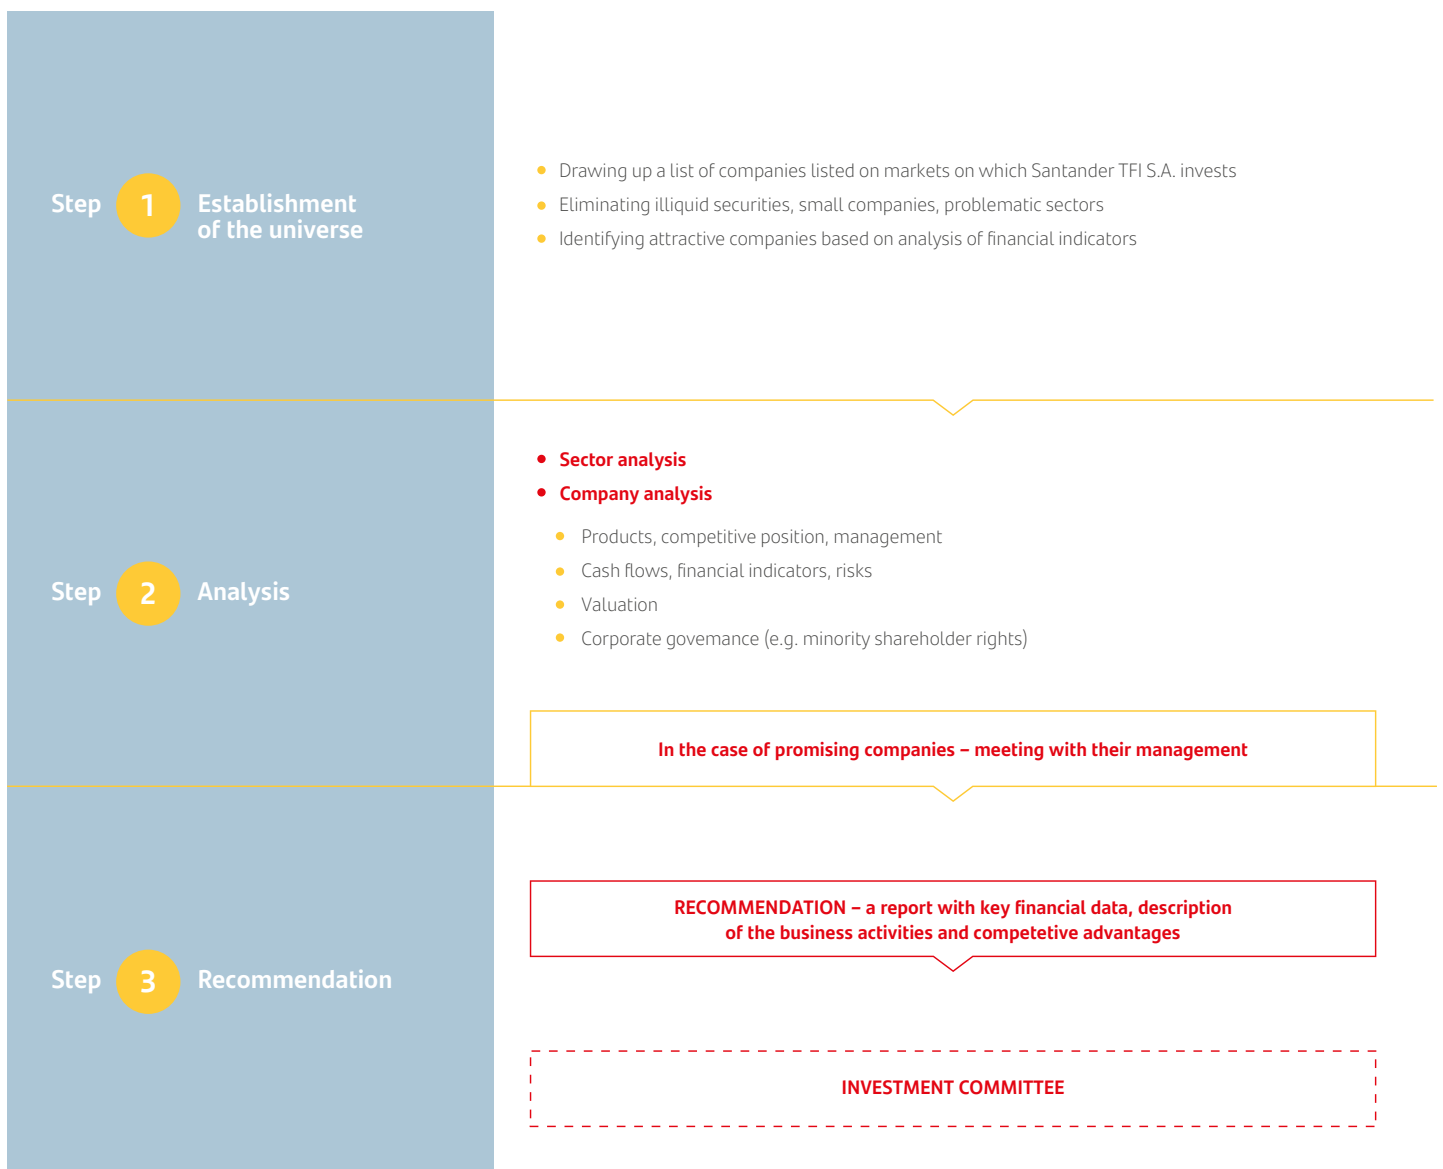 Step 1 Establishment
of the universe
• Drawing up a list of companies listed on markets on which Santander TFI S.A. invests
• Eliminating illiquid securities, small companies, problematic sectors
• Identifying attractive companies based on analysis of financial indicators
Step 2 Analysis
• Sector analysis
• Company analysis
• Products, competitive position, management
• Cash flows, financial indicators, risks
• Valuation
• Corporate governance (e.g. minority shareholder rights)
In the case of promising companies – meeting with their management
Step 3 Recommendation
RECOMMENDATION – a report with key financial data, description
of the business activities and competetive advantages
INVESTMENT COMMITTEE